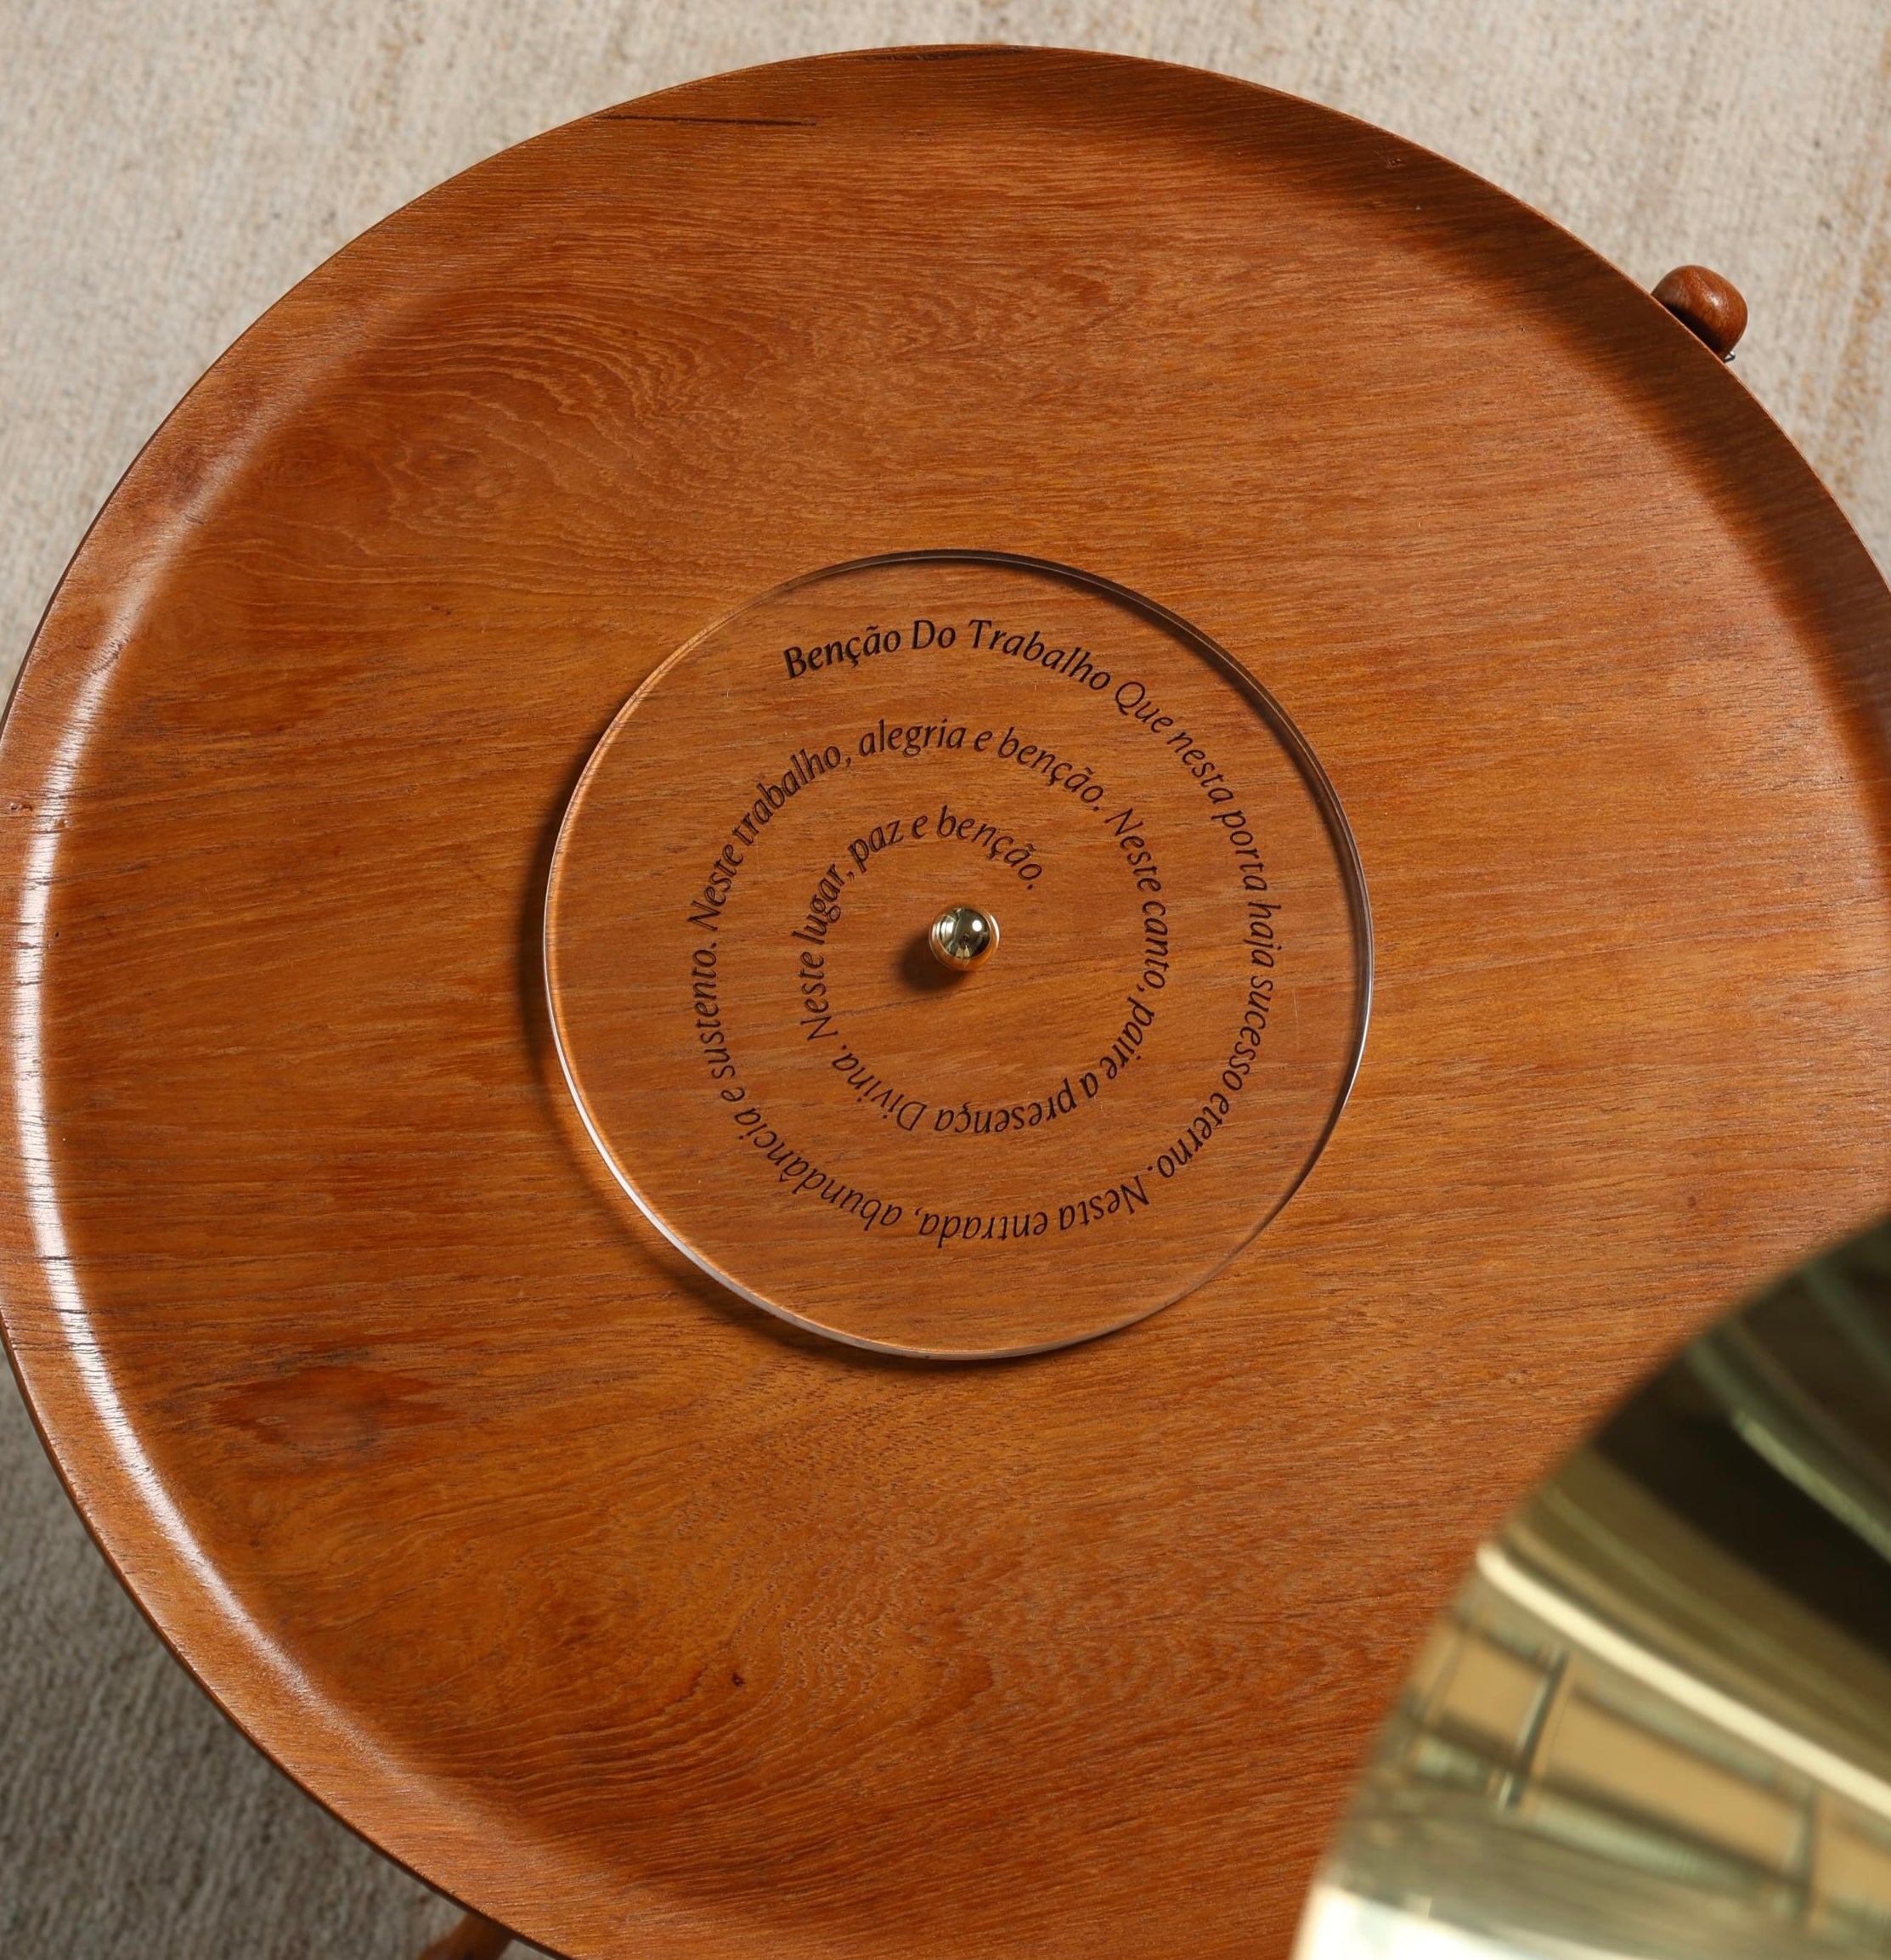 Benção Do Trabalho Que nesta porta haja sucesso eterno. Nesta entrada, abundância e sustento. Neste trabalho, alegria e benção. Neste canto, paire a presença Divina. Neste lugar, paz e benção.